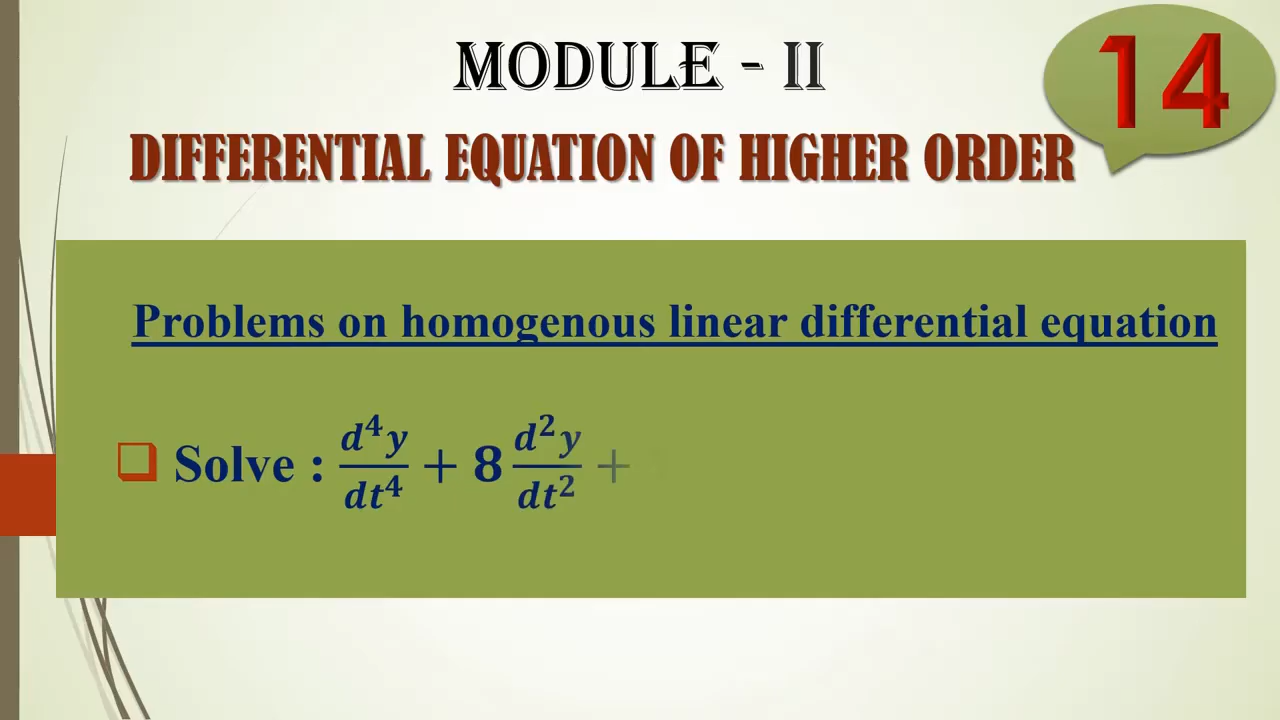 MODULE - II
14
DIFFERENTIAL EQUATION OF HIGHER ORDER
Problems on homogenous linear differential equation
❑ Solve : d⁴y/dt⁴ + 8 d²y/dt² +